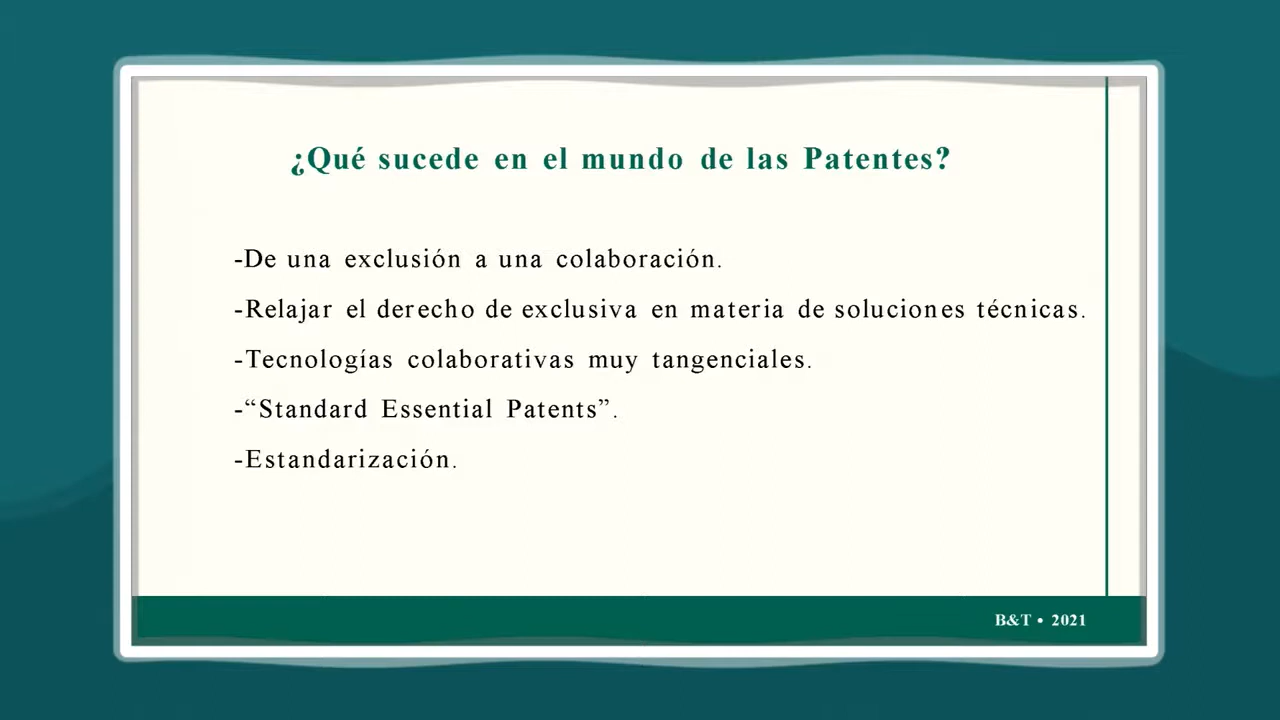 ¿Qué sucede en el mundo de las Patentes?
-De una exclusión a una colaboración.
-Relajar el derecho de exclusiva en materia de soluciones técnicas.
-Tecnologías colaborativas muy tangenciales.
-“Standard Essential Patents”.
-Estandarización.
B&T • 2021